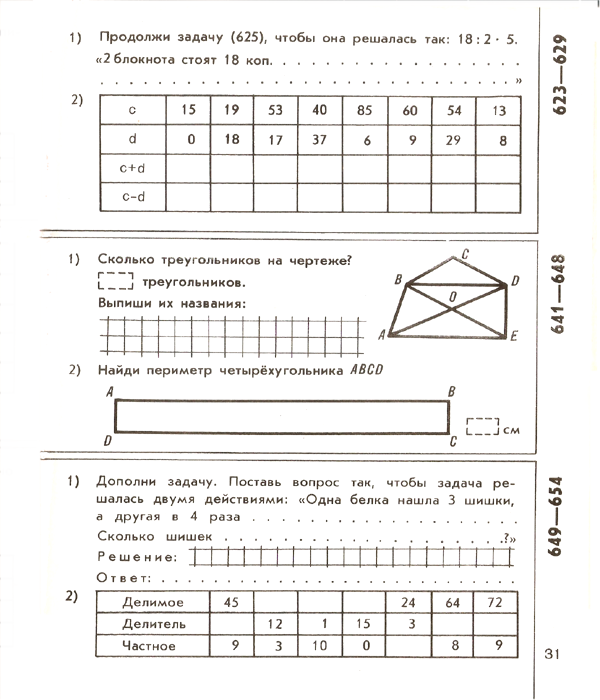 1) Продолжи задачу (625), чтобы она решалась так: 18 : 2 · 5.
«2 блокнота стоят 18 коп. . . . . . . . . . . . . . . . . .
. . . . . . . . . . . . . . . . . . . . . . . . . . . . . . »
623—629
2)
c 15 19 53 40 85 60 54 13
d 0 18 17 37 6 9 29 8
c+d
c–d
1) Сколько треугольников на чертеже?
треугольников.
Выпиши их названия:
C
B D
O
A E
641—648
2) Найди периметр четырёхугольника ABCD
A B
см
D C
1) Дополни задачу. Поставь вопрос так, чтобы задача ре-
шалась двумя действиями: «Одна белка нашла 3 шишки,
а другая в 4 раза . . . . . . . . . . . . . . . . . . .
Сколько шишек . . . . . . . . . . . . . . . . . . . . .?»
Решение:
Ответ: . . . . . . . . . . . . . . . . . . . . . . . . . .
649—654
2)
Делимое 45 24 64 72
Делитель 12 1 15 3
Частное 9 3 10 0 8 9
31